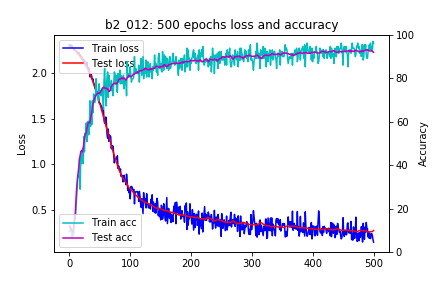 b2_012: 500 epochs loss and accuracy
Train loss
Test loss
Train acc
Test acc
Loss
2.0
1.5
1.0
0.5
Accuracy
100
80
60
40
20
0
0
100
200
300
400
500